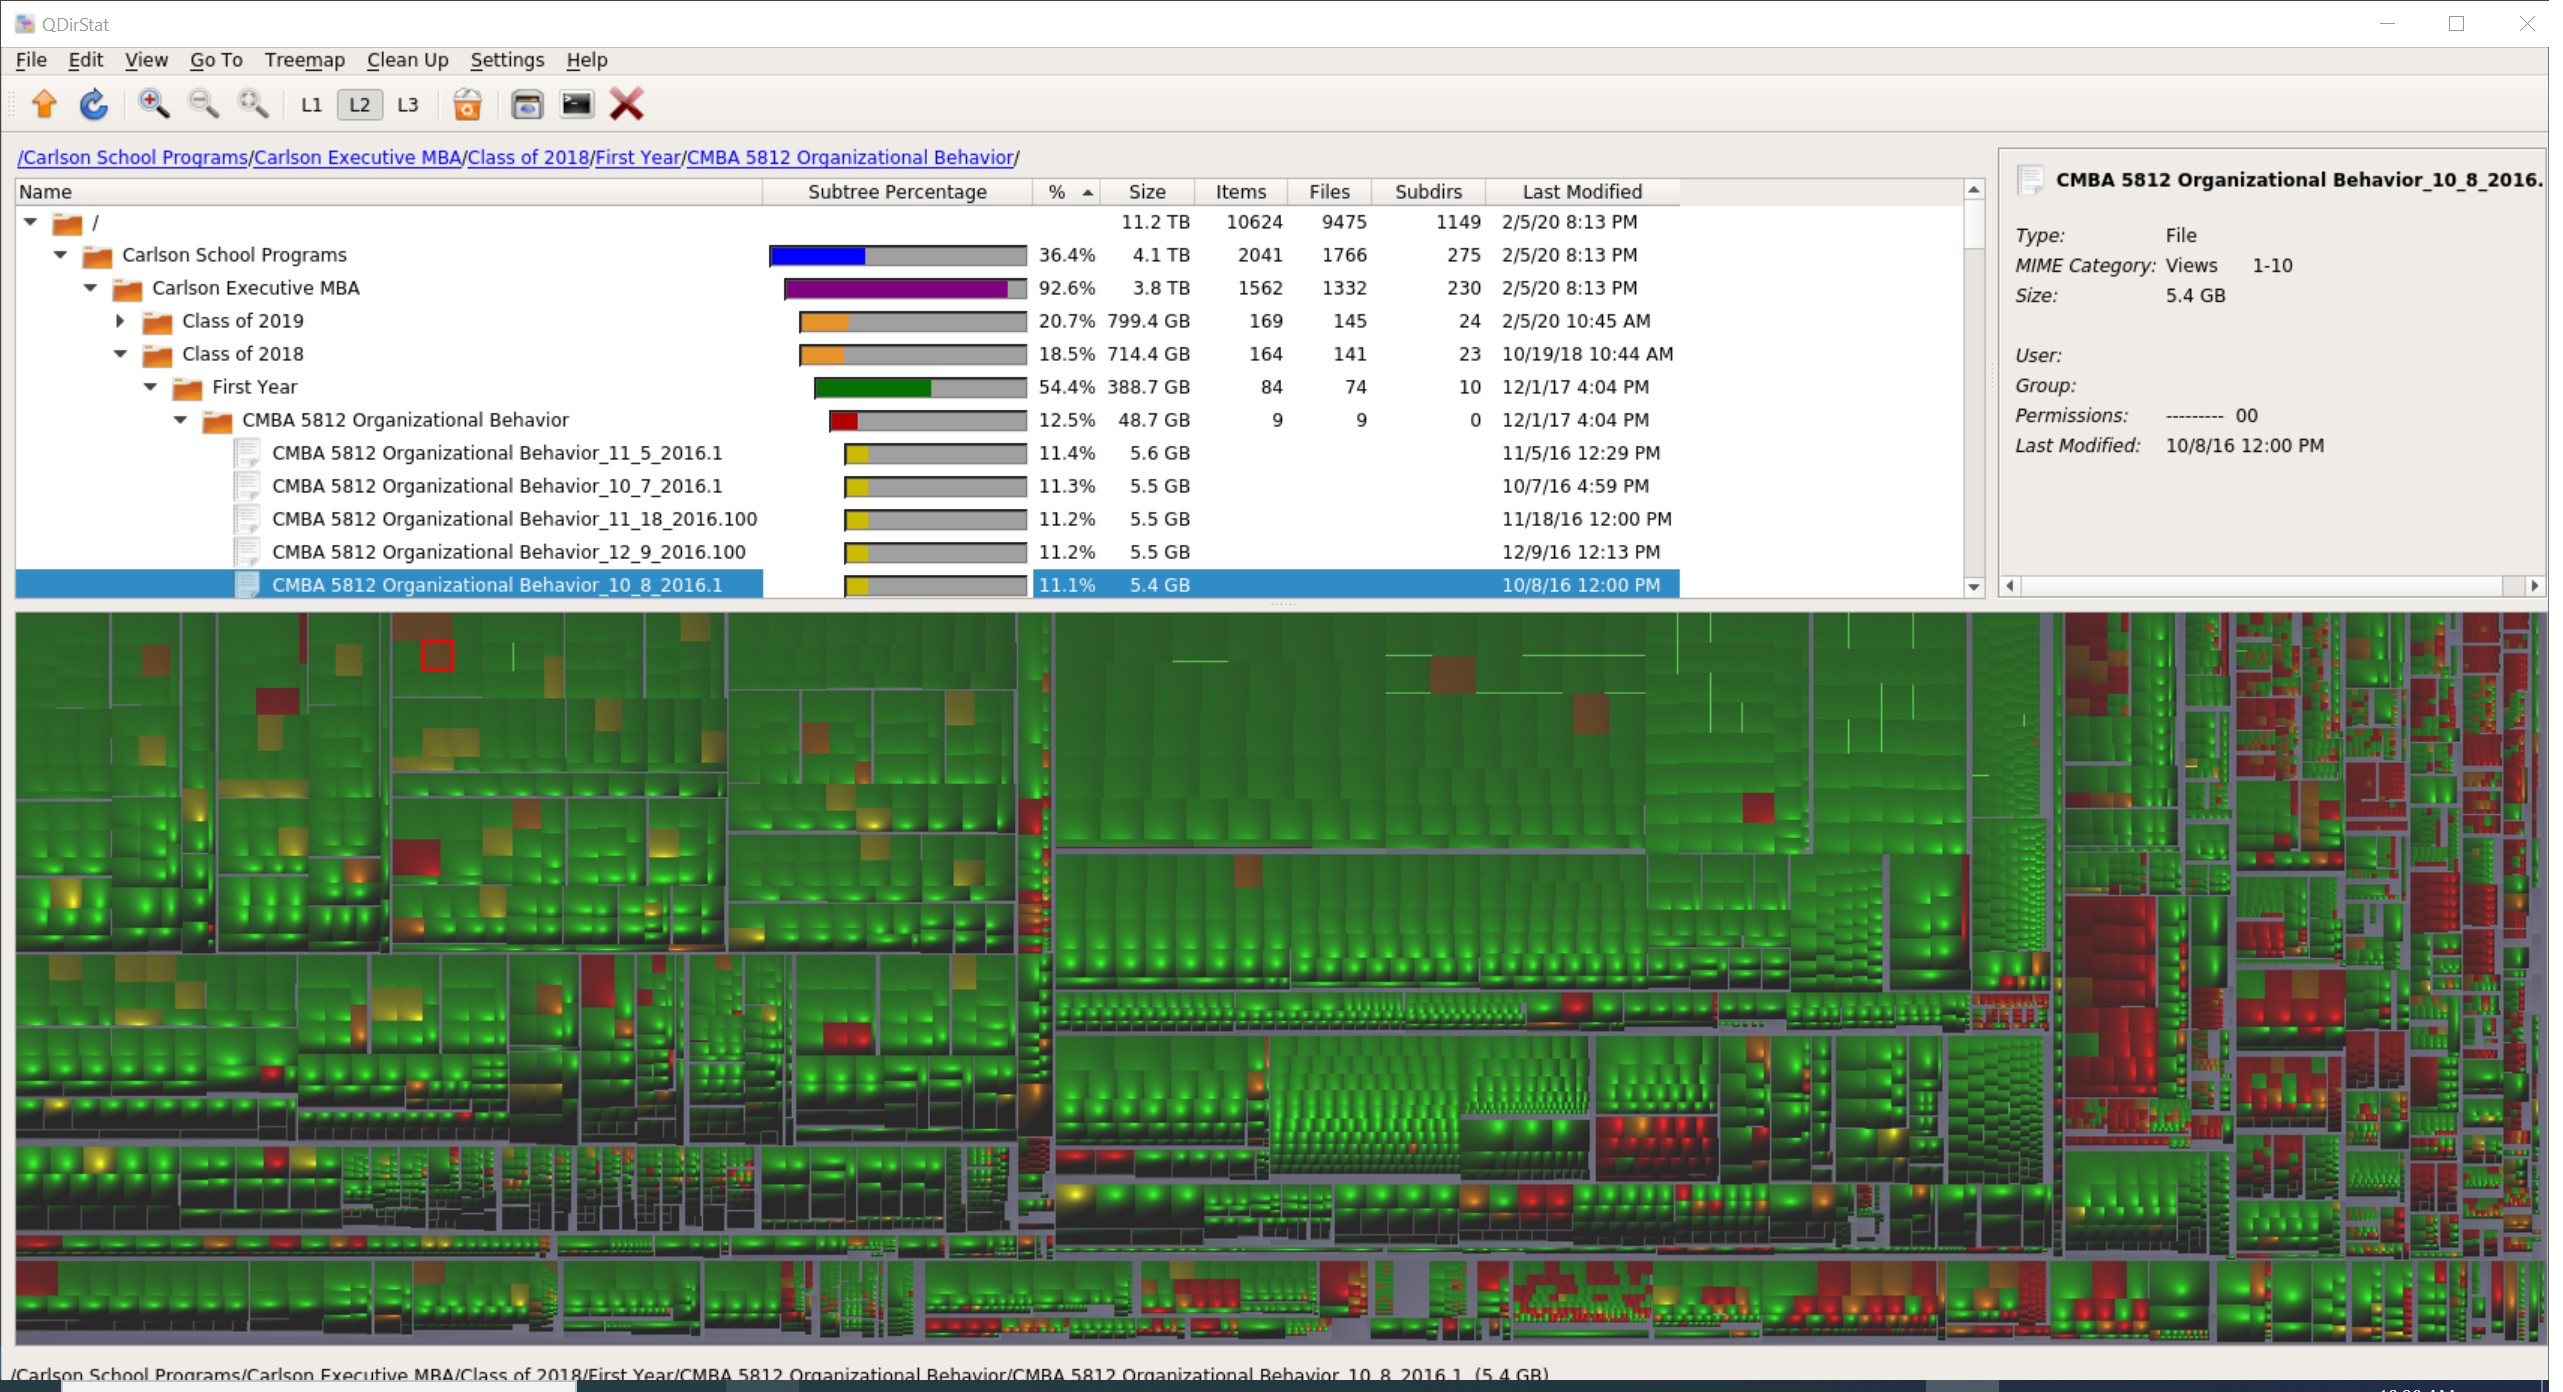 QDirStat
File Edit View Go To Treemap Clean Up Settings Help
L1 L2 L3
/Carlson School Programs/Carlson Executive MBA/Class of 2018/First Year/CMBA 5812 Organizational Behavior/
Name Subtree Percentage % Size Items Files Subdirs Last Modified
/ 11.2 TB 10624 9475 1149 2/5/20 8:13 PM
Carlson School Programs 36.4% 4.1 TB 2041 1766 275 2/5/20 8:13 PM
Carlson Executive MBA 92.6% 3.8 TB 1562 1332 230 2/5/20 8:13 PM
Class of 2019 20.7% 799.4 GB 169 145 24 2/5/20 10:45 AM
Class of 2018 18.5% 714.4 GB 164 141 23 10/19/18 10:44 AM
First Year 54.4% 388.7 GB 84 74 10 12/1/17 4:04 PM
CMBA 5812 Organizational Behavior 12.5% 48.7 GB 9 9 0 12/1/17 4:04 PM
CMBA 5812 Organizational Behavior_11_5_2016.1 11.4% 5.6 GB 11/5/16 12:29 PM
CMBA 5812 Organizational Behavior_10_7_2016.1 11.3% 5.5 GB 10/7/16 4:59 PM
CMBA 5812 Organizational Behavior_11_18_2016.100 11.2% 5.5 GB 11/18/16 12:00 PM
CMBA 5812 Organizational Behavior_12_9_2016.100 11.2% 5.5 GB 12/9/16 12:13 PM
CMBA 5812 Organizational Behavior_10_8_2016.1 11.1% 5.4 GB 10/8/16 12:00 PM
CMBA 5812 Organizational Behavior_10_8_2016.
Type: File
MIME Category: Views 1-10
Size: 5.4 GB
User:
Group:
Permissions: --------- 00
Last Modified: 10/8/16 12:00 PM
/Carlson School Programs/Carlson Executive MBA/Class of 2018/First Year/CMBA 5812 Organizational Behavior/CMBA 5812 Organizational Behavior_10_8_2016.1 (5.4 GB)